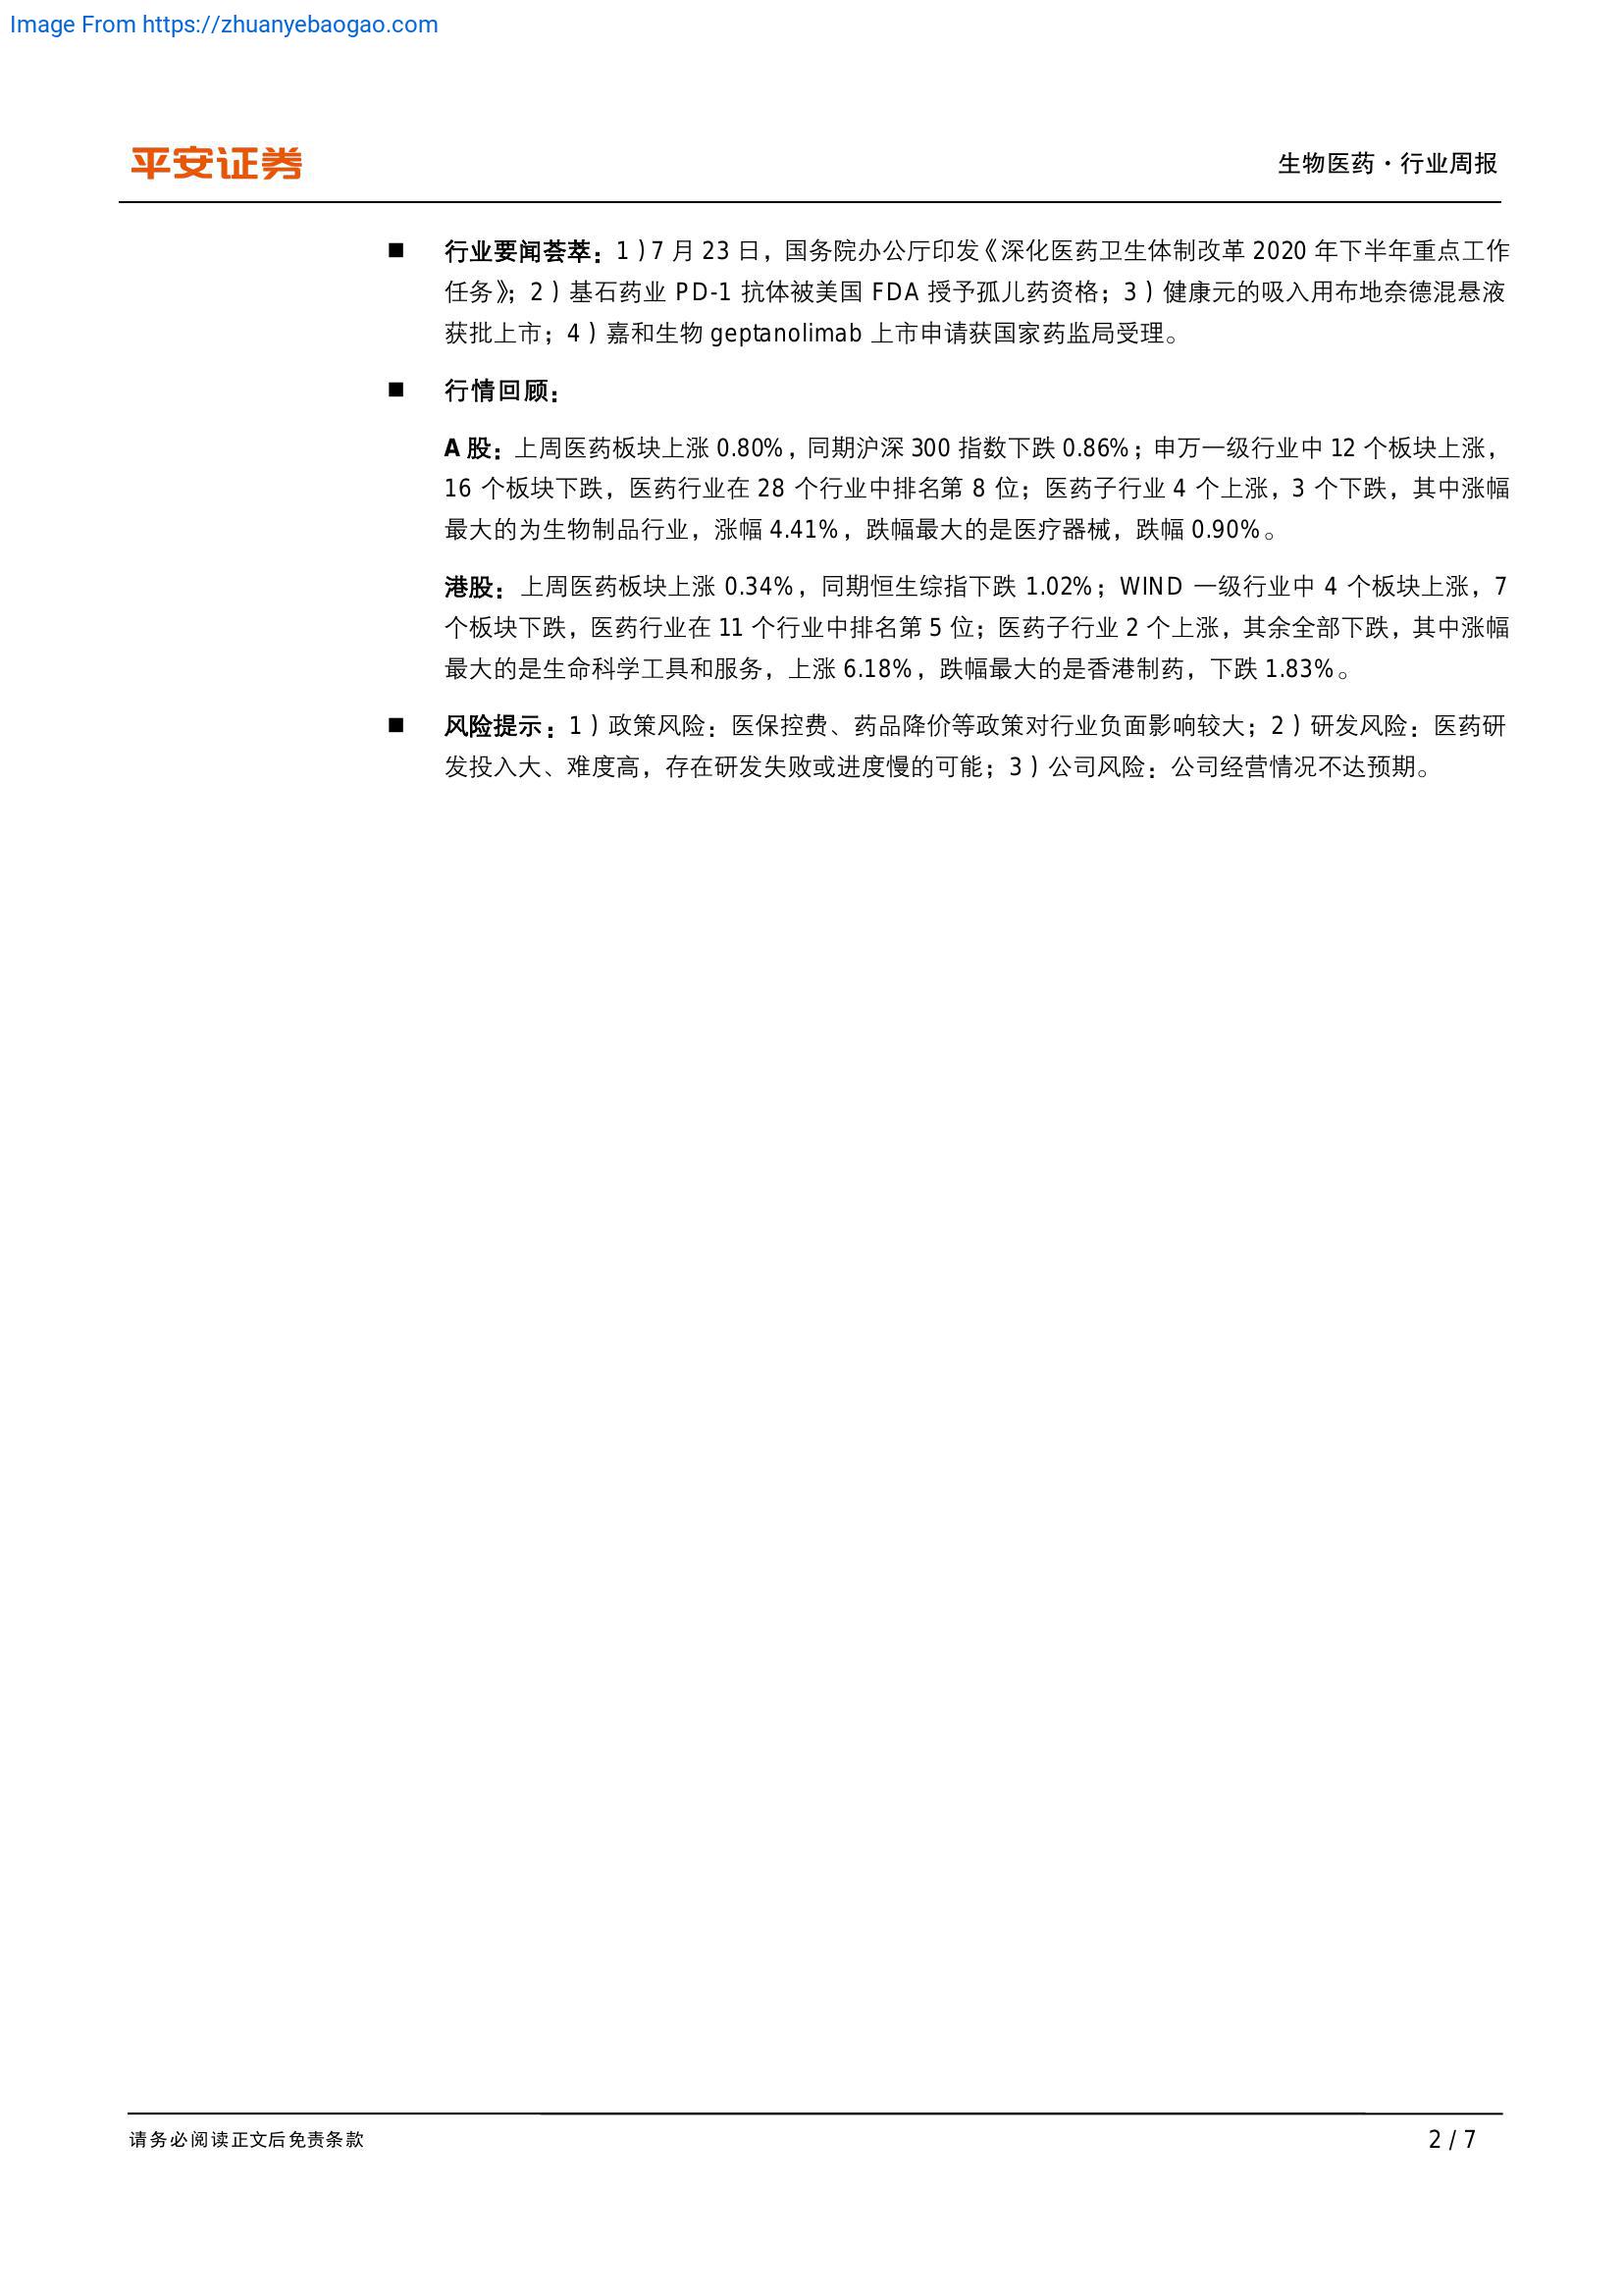 Image From https://zhuanyebaogao.com
平安证券
生物医药·行业周报
■ 行业要闻荟萃：1）7 月 23 日，国务院办公厅印发《深化医药卫生体制改革 2020 年下半年重点工作
任务》；2）基石药业 PD-1 抗体被美国 FDA 授予孤儿药资格；3）健康元的吸入用布地奈德混悬液
获批上市；4）嘉和生物 geptanolimab 上市申请获国家药监局受理。
■ 行情回顾：
A 股：上周医药板块上涨 0.80%，同期沪深 300 指数下跌 0.86%；申万一级行业中 12 个板块上涨，
16 个板块下跌，医药行业在 28 个行业中排名第 8 位；医药子行业 4 个上涨，3 个下跌，其中涨幅
最大的为生物制品行业，涨幅 4.41%，跌幅最大的是医疗器械，跌幅 0.90%。
港股：上周医药板块上涨 0.34%，同期恒生综指下跌 1.02%；WIND 一级行业中 4 个板块上涨，7
个板块下跌，医药行业在 11 个行业中排名第 5 位；医药子行业 2 个上涨，其余全部下跌，其中涨幅
最大的是生命科学工具和服务，上涨 6.18%，跌幅最大的是香港制药，下跌 1.83%。
■ 风险提示：1）政策风险：医保控费、药品降价等政策对行业负面影响较大；2）研发风险：医药研
发投入大、难度高，存在研发失败或进度慢的可能；3）公司风险：公司经营情况不达预期。
请务必阅读正文后免责条款
2 / 7